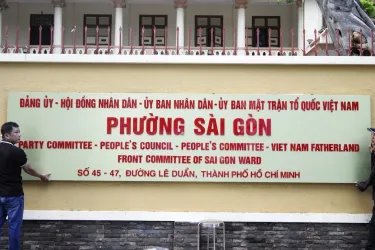 ĐẢNG ỦY - HỘI ĐỒNG NHÂN DÂN - ỦY BAN NHÂN DÂN - ỦY BAN MẶT TRẬN TỔ QUỐC VIỆT NAM
PHƯỜNG SÀI GÒN
PARTY COMMITTEE - PEOPLE'S COUNCIL - PEOPLE'S COMMITTEE - VIET NAM FATHERLAND
FRONT COMMITTEE OF SAI GON WARD
SỐ 45 - 47, ĐƯỜNG LÊ DUẨN, THÀNH PHỐ HỒ CHÍ MINH